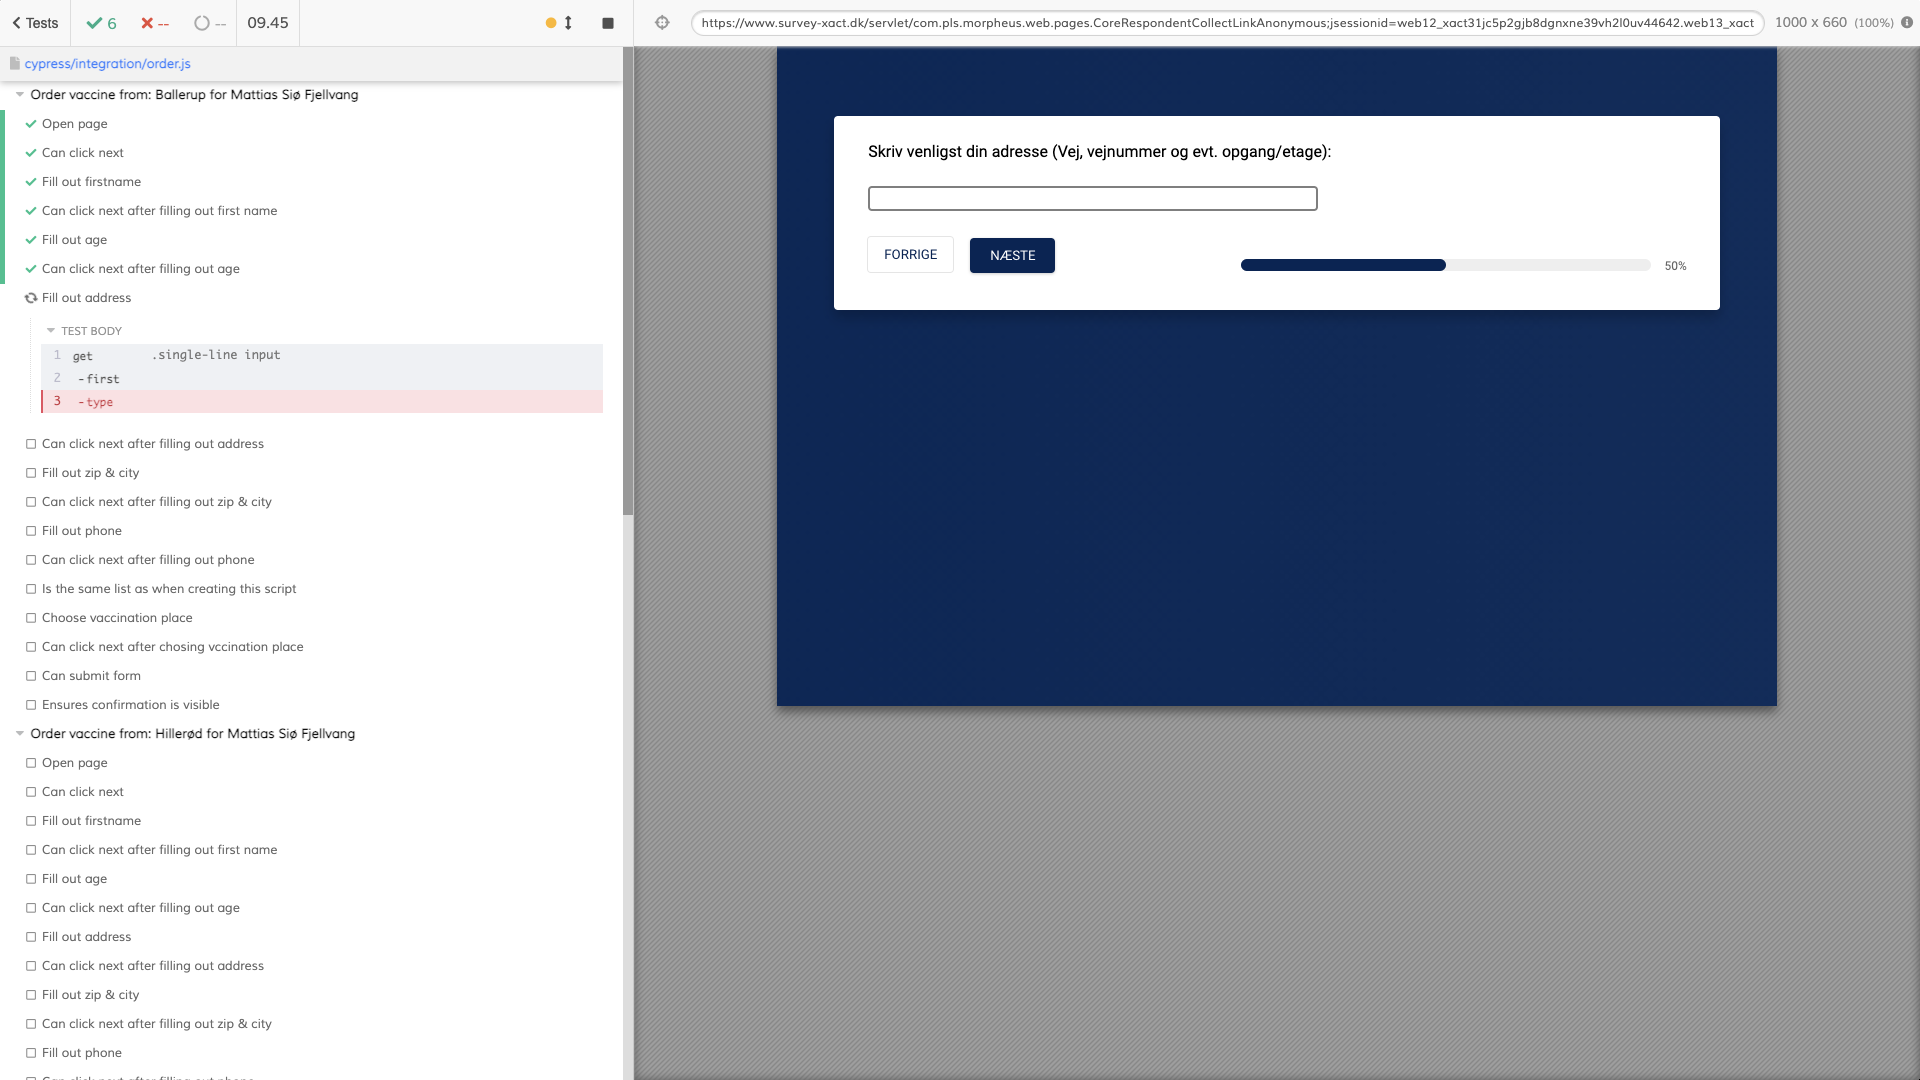 Tests
6
--
--
09.45
https://www.survey-xact.dk/servlet/com.pls.morpheus.web.pages.CoreRespondentCollectLinkAnonymous;jsessionid=web12_xact31jc5p2gjb8dgnxne39vh2l0uv44642.web13_xact
1000 x 660 (100%)
cypress/integration/order.js
Order vaccine from: Ballerup for Mattias Siø Fjellvang
Open page
Can click next
Fill out firstname
Can click next after filling out first name
Fill out age
Can click next after filling out age
Fill out address
TEST BODY
1 get .single-line input
2 -first
3 -type
Can click next after filling out address
Fill out zip & city
Can click next after filling out zip & city
Fill out phone
Can click next after filling out phone
Is the same list as when creating this script
Choose vaccination place
Can click next after chosing vccination place
Can submit form
Ensures confirmation is visible
Order vaccine from: Hillerød for Mattias Siø Fjellvang
Open page
Can click next
Fill out firstname
Can click next after filling out first name
Fill out age
Can click next after filling out age
Fill out address
Can click next after filling out address
Fill out zip & city
Can click next after filling out zip & city
Fill out phone
Skriv venligst din adresse (Vej, vejnummer og evt. opgang/etage):
FORRIGE
NÆSTE
50%